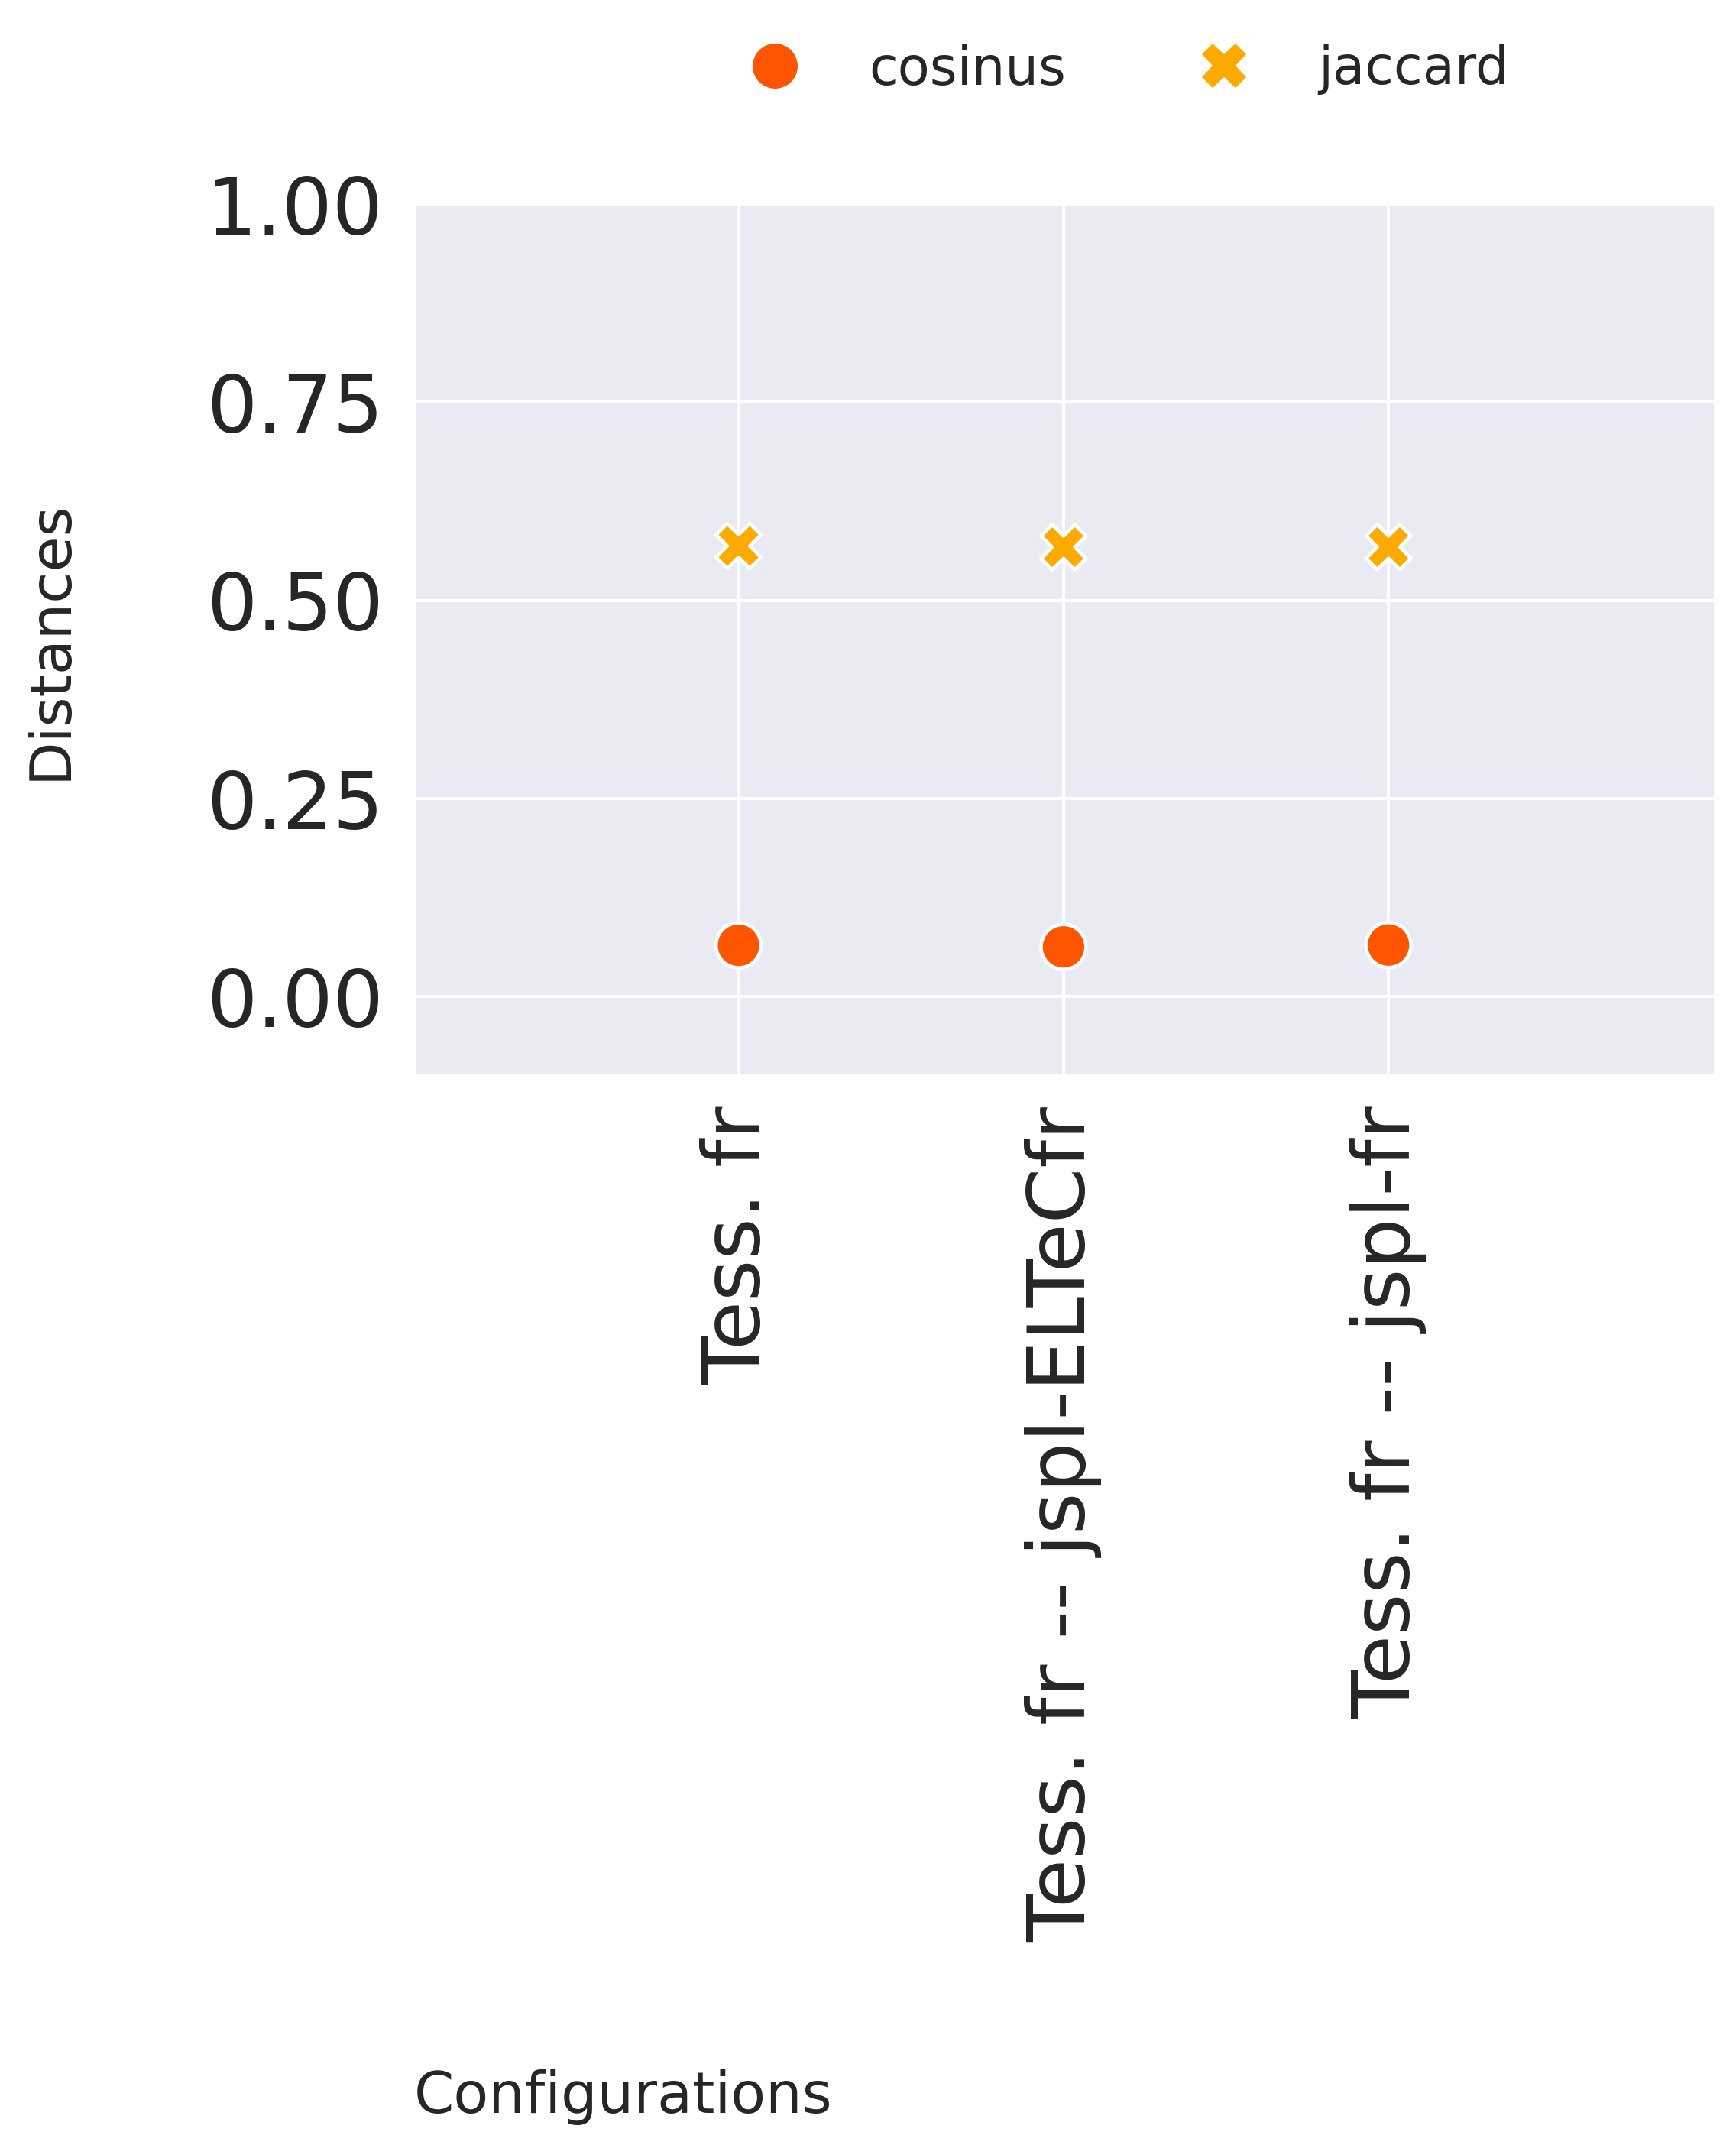 cosinus jaccard
1.00
0.75
0.50
0.25
0.00
Distances
Tess. fr
Tess. fr -- jspl-ELTeCfr
Tess. fr -- jspl-fr
Configurations